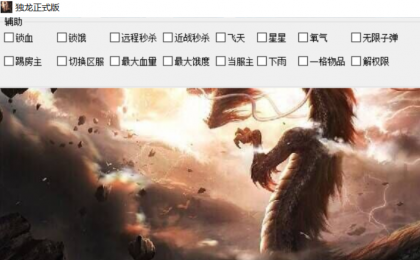 独龙正式版
辅助
锁血 锁饿 远程秒杀 近战秒杀 飞天 星星 氧气 无限子弹
踢房主 切换区服 最大血量 最大饿度 当服主 下雨 一格物品 解权限